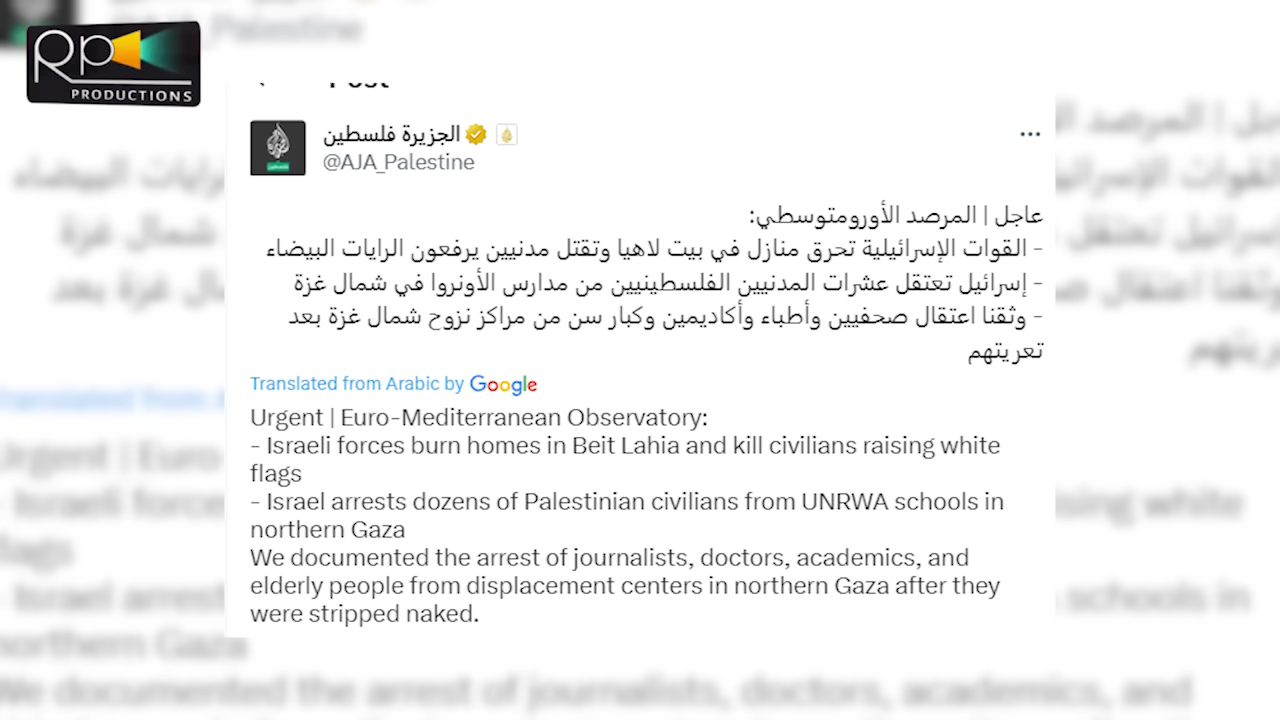 RP
PRODUCTIONS
Post
الجزيرة فلسطين
@AJA_Palestine
عاجل | المرصد الأورومتوسطي:
- القوات الإسرائيلية تحرق منازل في بيت لاهيا وتقتل مدنيين يرفعون الرايات البيضاء
- إسرائيل تعتقل عشرات المدنيين الفلسطينيين من مدارس الأونروا في شمال غزة
- وثقنا اعتقال صحفيين وأطباء وأكاديمين وكبار سن من مراكز نزوح شمال غزة بعد
تعريتهم
Translated from Arabic by Google
Urgent | Euro-Mediterranean Observatory:
- Israeli forces burn homes in Beit Lahia and kill civilians raising white
flags
- Israel arrests dozens of Palestinian civilians from UNRWA schools in
northern Gaza
We documented the arrest of journalists, doctors, academics, and
elderly people from displacement centers in northern Gaza after they
were stripped naked.